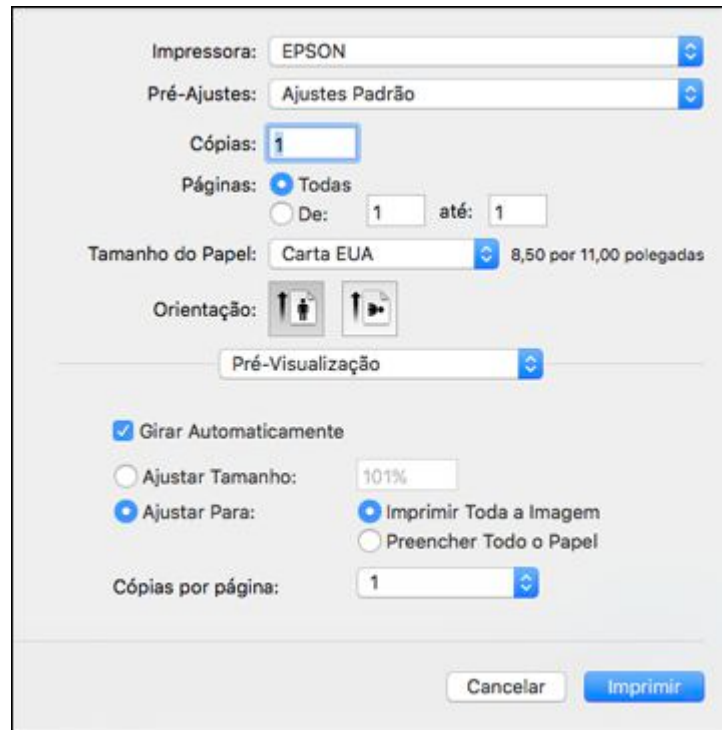 Impressora: EPSON
Pré-Ajustes: Ajustes Padrão
Cópias: 1
Páginas: Todas
De: 1 até: 1
Tamanho do Papel: Carta EUA 8,50 por 11,00 polegadas
Orientação:
Pré-Visualização
Girar Automaticamente
Ajustar Tamanho: 101%
Ajustar Para: Imprimir Toda a Imagem
Preencher Todo o Papel
Cópias por página: 1
Cancelar Imprimir